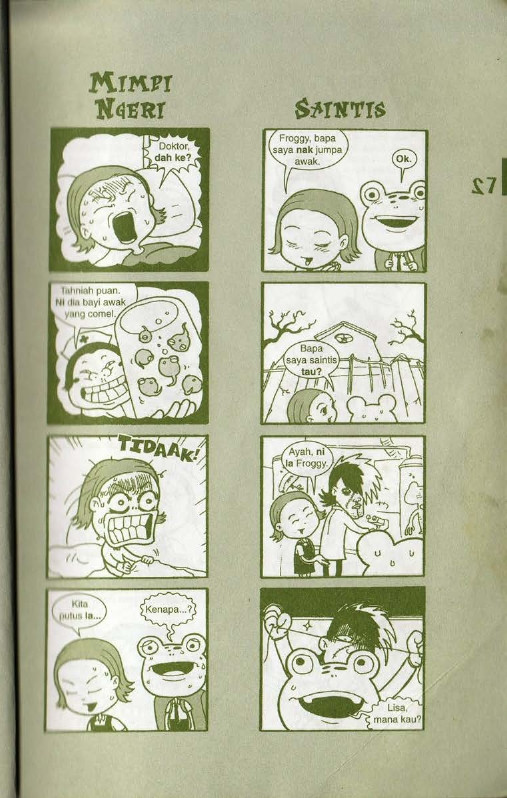 MIMPI
NGERI
Doktor,
dah ke?
Tahniah puan.
Ni dia bayi awak
yang comel.
TIDAAK!
Kita
putus la...
Kenapa...?
SAINTIS
Froggy, bapa
saya nak jumpa
awak.
Ok.
Bapa
saya saintis
tau?
Ayah, ni
la Froggy.
Lisa,
mana kau?
27